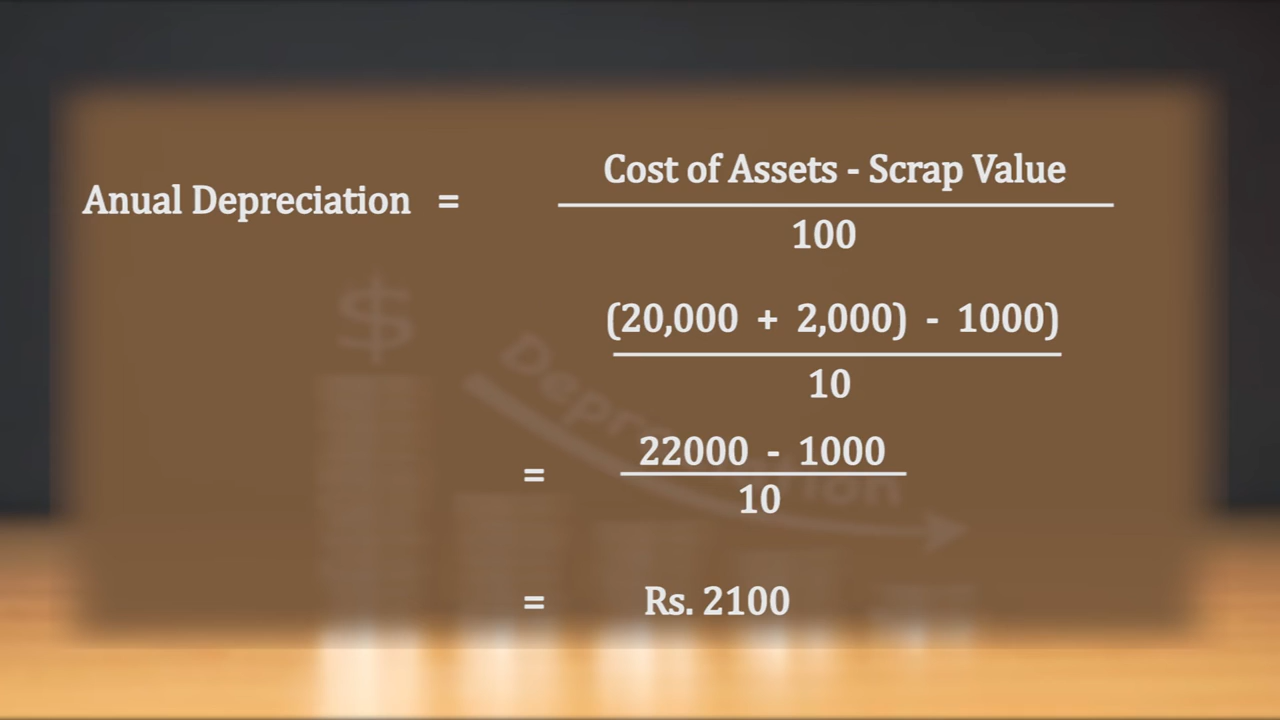 Cost of Assets - Scrap Value
Anual Depreciation =
100
(20,000 + 2,000) - 1000)
10
22000 - 1000
=
10
= Rs. 2100
$
Depreciation